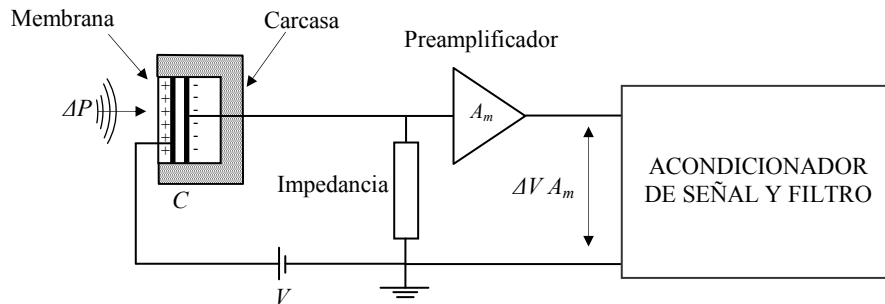 Membrana
Carcasa
Preamplificador
ΔP
+ + + + + + +
- - - - - -
A_m
Impedancia
ΔV A_m
ACONDICIONADOR
DE SEÑAL Y FILTRO
C
V